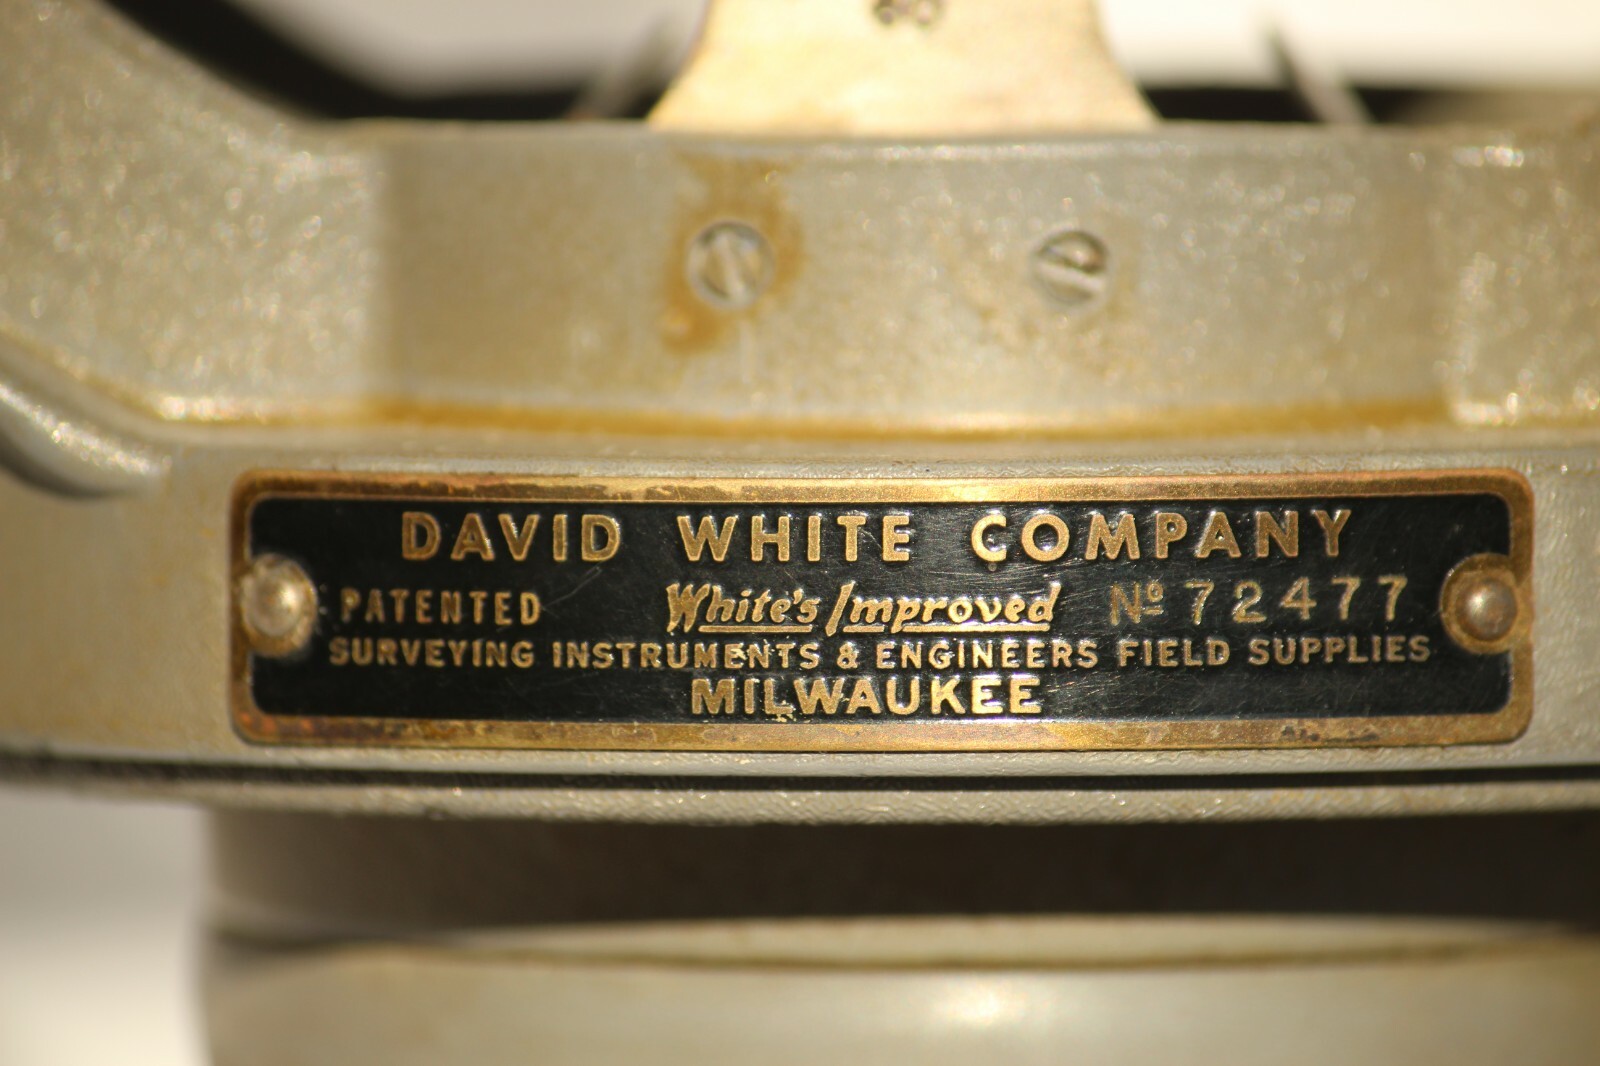 DAVID WHITE COMPANY
PATENTED White's Improved Nº 72477
SURVEYING INSTRUMENTS & ENGINEERS FIELD SUPPLIES
MILWAUKEE